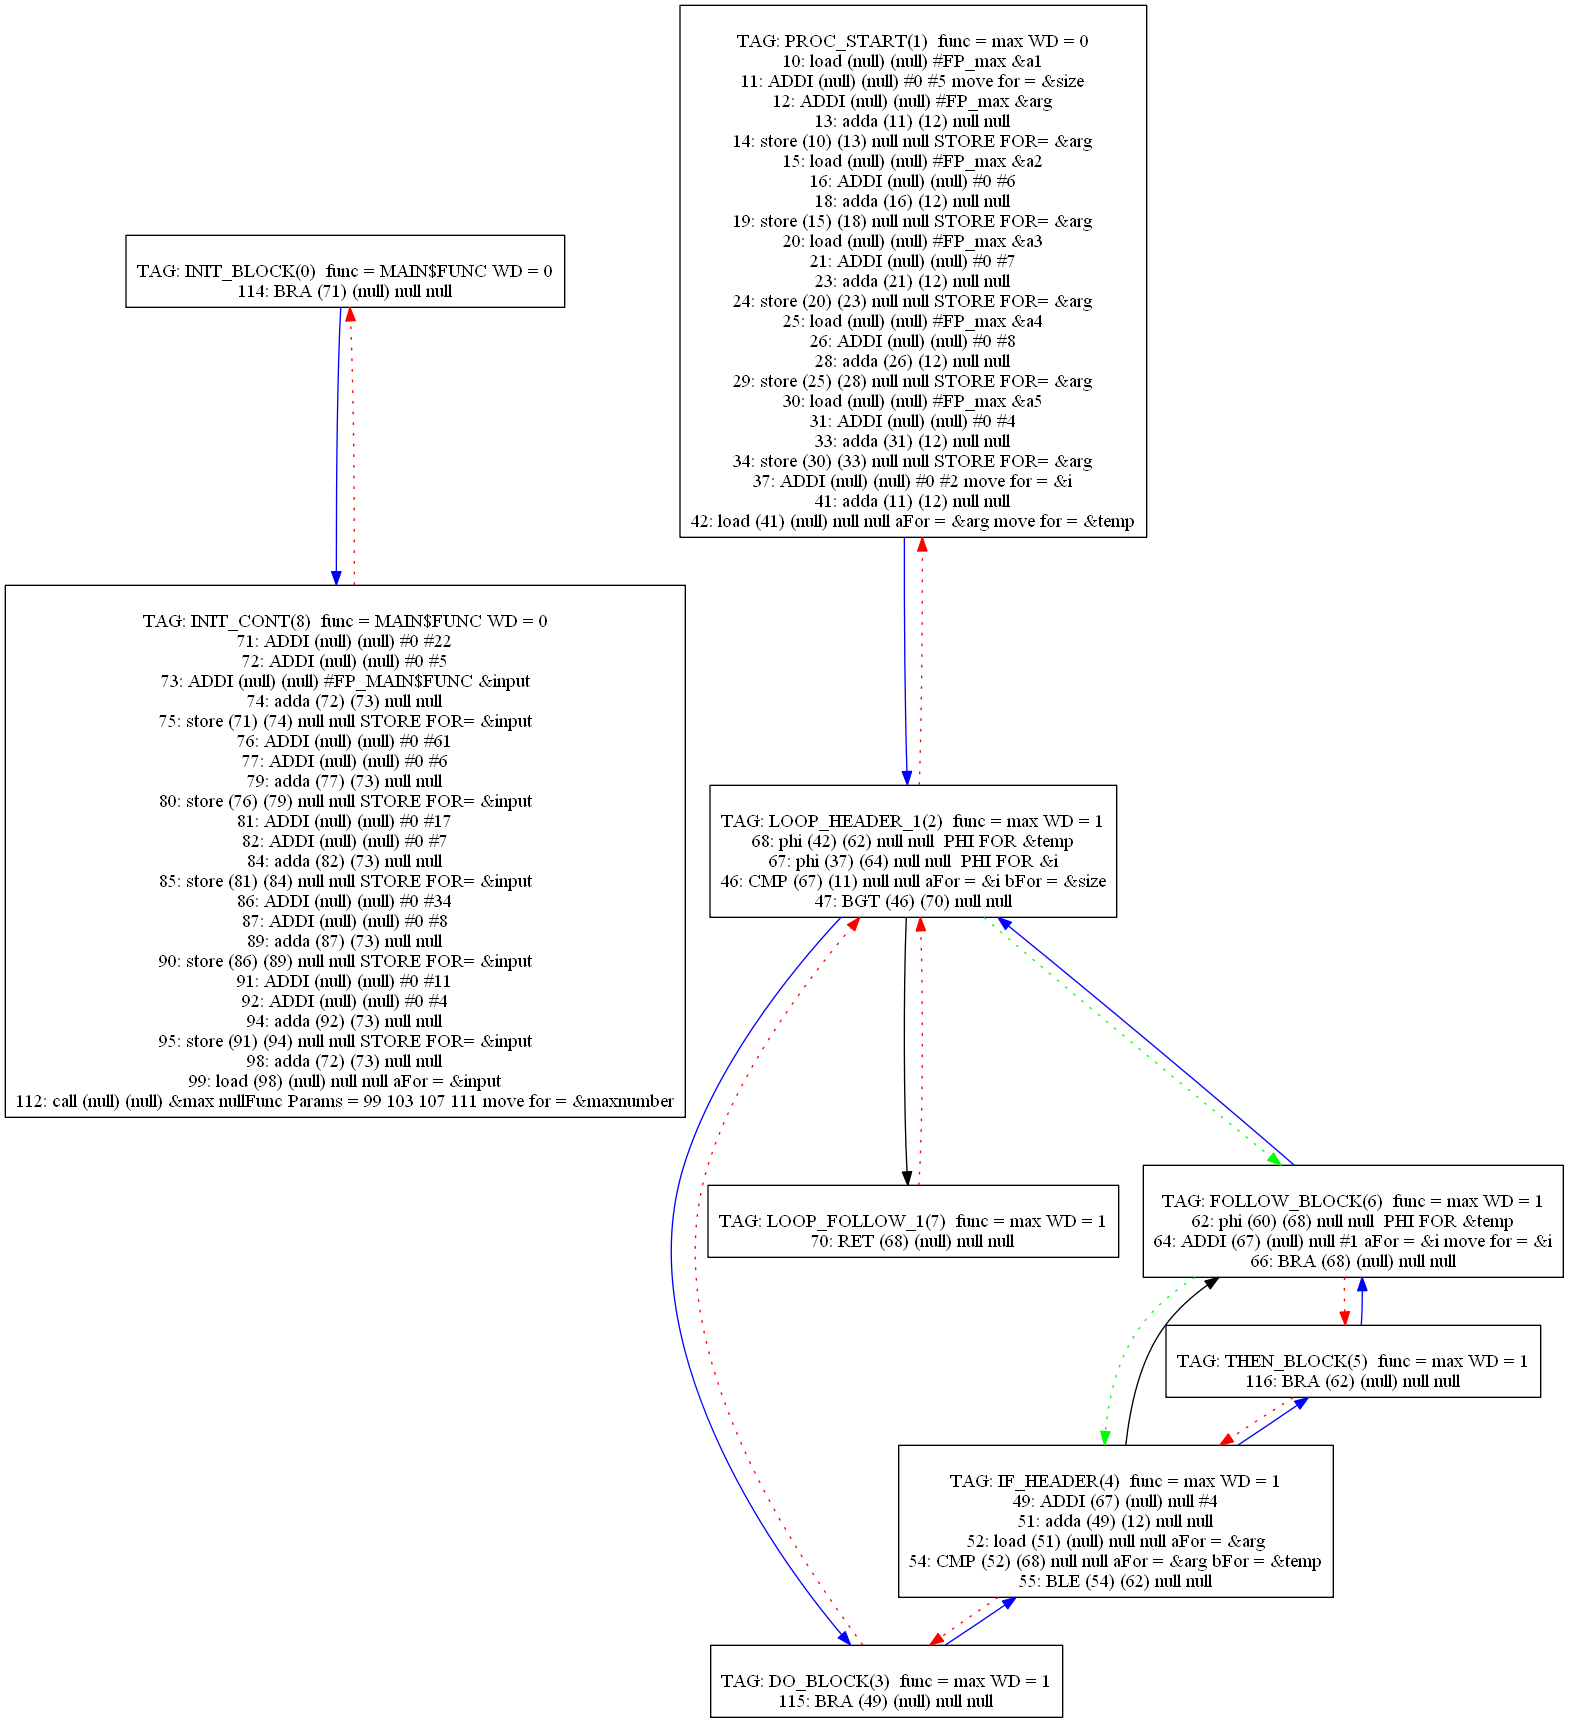 TAG: PROC_START(1) func = max WD = 0
10: load (null) (null) #FP_max &a1
11: ADDI (null) (null) #0 #5 move for = &size
12: ADDI (null) (null) #FP_max &arg
13: adda (11) (12) null null
14: store (10) (13) null null STORE FOR= &arg
15: load (null) (null) #FP_max &a2
16: ADDI (null) (null) #0 #6
18: adda (16) (12) null null
19: store (15) (18) null null STORE FOR= &arg
20: load (null) (null) #FP_max &a3
21: ADDI (null) (null) #0 #7
23: adda (21) (12) null null
24: store (20) (23) null null STORE FOR= &arg
25: load (null) (null) #FP_max &a4
26: ADDI (null) (null) #0 #8
28: adda (26) (12) null null
29: store (25) (28) null null STORE FOR= &arg
30: load (null) (null) #FP_max &a5
31: ADDI (null) (null) #0 #4
33: adda (31) (12) null null
34: store (30) (33) null null STORE FOR= &arg
37: ADDI (null) (null) #0 #2 move for = &i
41: adda (11) (12) null null
42: load (41) (null) null null aFor = &arg move for = &temp
TAG: INIT_BLOCK(0) func = MAIN$FUNC WD = 0
114: BRA (71) (null) null null
TAG: INIT_CONT(8) func = MAIN$FUNC WD = 0
71: ADDI (null) (null) #0 #22
72: ADDI (null) (null) #0 #5
73: ADDI (null) (null) #FP_MAIN$FUNC &input
74: adda (72) (73) null null
75: store (71) (74) null null STORE FOR= &input
76: ADDI (null) (null) #0 #61
77: ADDI (null) (null) #0 #6
79: adda (77) (73) null null
80: store (76) (79) null null STORE FOR= &input
81: ADDI (null) (null) #0 #17
82: ADDI (null) (null) #0 #7
84: adda (82) (73) null null
85: store (81) (84) null null STORE FOR= &input
86: ADDI (null) (null) #0 #34
87: ADDI (null) (null) #0 #8
89: adda (87) (73) null null
90: store (86) (89) null null STORE FOR= &input
91: ADDI (null) (null) #0 #11
92: ADDI (null) (null) #0 #4
94: adda (92) (73) null null
95: store (91) (94) null null STORE FOR= &input
98: adda (72) (73) null null
99: load (98) (null) null null aFor = &input
112: call (null) (null) &max nullFunc Params = 99 103 107 111 move for = &maxnumber
TAG: LOOP_HEADER_1(2) func = max WD = 1
68: phi (42) (62) null null PHI FOR &temp
67: phi (37) (64) null null PHI FOR &i
46: CMP (67) (11) null null aFor = &i bFor = &size
47: BGT (46) (70) null null
TAG: LOOP_FOLLOW_1(7) func = max WD = 1
70: RET (68) (null) null null
TAG: FOLLOW_BLOCK(6) func = max WD = 1
62: phi (60) (68) null null PHI FOR &temp
64: ADDI (67) (null) null #1 aFor = &i move for = &i
66: BRA (68) (null) null null
TAG: THEN_BLOCK(5) func = max WD = 1
116: BRA (62) (null) null null
TAG: IF_HEADER(4) func = max WD = 1
49: ADDI (67) (null) null #4
51: adda (49) (12) null null
52: load (51) (null) null null aFor = &arg
54: CMP (52) (68) null null aFor = &arg bFor = &temp
55: BLE (54) (62) null null
TAG: DO_BLOCK(3) func = max WD = 1
115: BRA (49) (null) null null